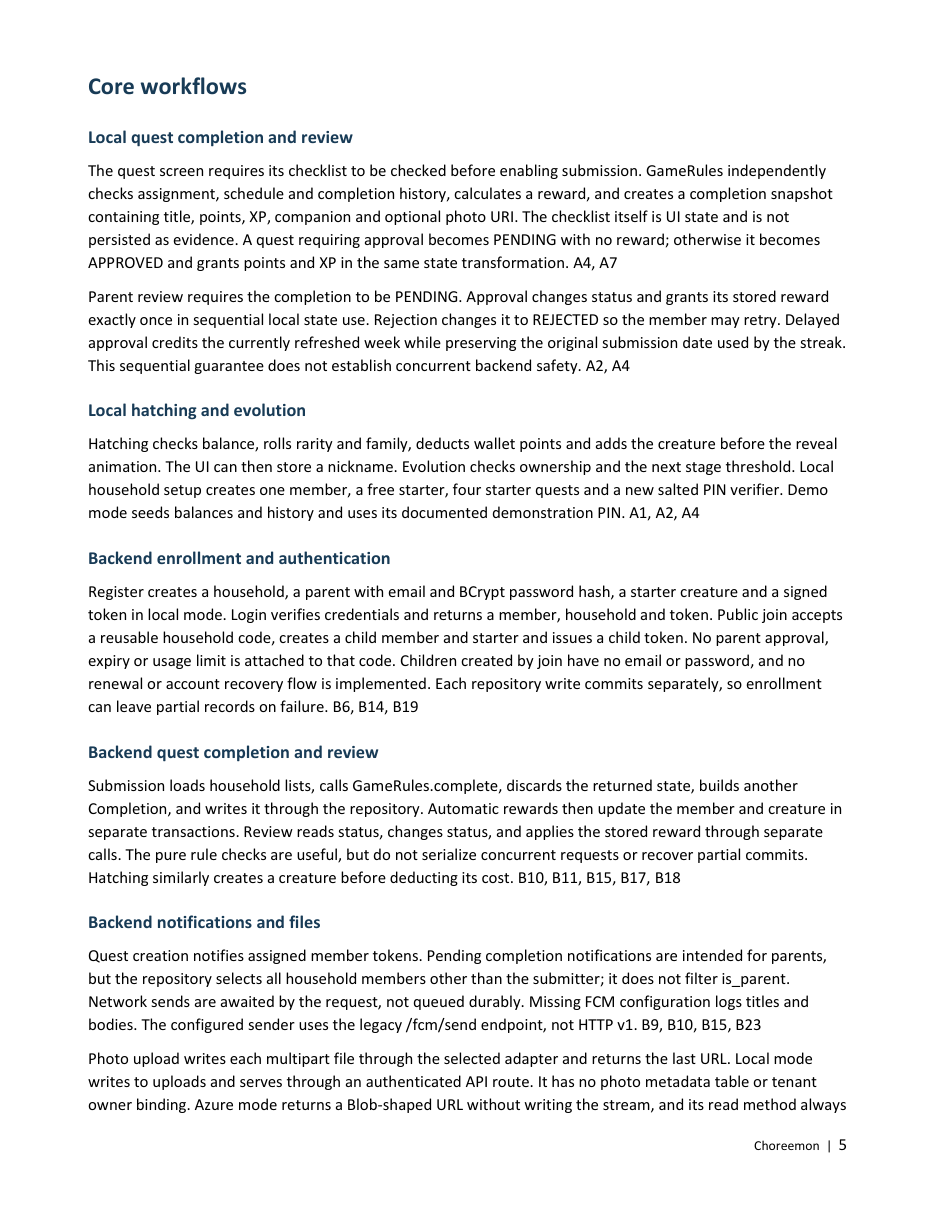 Core workflows
Local quest completion and review
The quest screen requires its checklist to be checked before enabling submission. GameRules independently
checks assignment, schedule and completion history, calculates a reward, and creates a completion snapshot
containing title, points, XP, companion and optional photo URI. The checklist itself is UI state and is not
persisted as evidence. A quest requiring approval becomes PENDING with no reward; otherwise it becomes
APPROVED and grants points and XP in the same state transformation. A4, A7
Parent review requires the completion to be PENDING. Approval changes status and grants its stored reward
exactly once in sequential local state use. Rejection changes it to REJECTED so the member may retry. Delayed
approval credits the currently refreshed week while preserving the original submission date used by the streak.
This sequential guarantee does not establish concurrent backend safety. A2, A4
Local hatching and evolution
Hatching checks balance, rolls rarity and family, deducts wallet points and adds the creature before the reveal
animation. The UI can then store a nickname. Evolution checks ownership and the next stage threshold. Local
household setup creates one member, a free starter, four starter quests and a new salted PIN verifier. Demo
mode seeds balances and history and uses its documented demonstration PIN. A1, A2, A4
Backend enrollment and authentication
Register creates a household, a parent with email and BCrypt password hash, a starter creature and a signed
token in local mode. Login verifies credentials and returns a member, household and token. Public join accepts
a reusable household code, creates a child member and starter and issues a child token. No parent approval,
expiry or usage limit is attached to that code. Children created by join have no email or password, and no
renewal or account recovery flow is implemented. Each repository write commits separately, so enrollment
can leave partial records on failure. B6, B14, B19
Backend quest completion and review
Submission loads household lists, calls GameRules.complete, discards the returned state, builds another
Completion, and writes it through the repository. Automatic rewards then update the member and creature in
separate transactions. Review reads status, changes status, and applies the stored reward through separate
calls. The pure rule checks are useful, but do not serialize concurrent requests or recover partial commits.
Hatching similarly creates a creature before deducting its cost. B10, B11, B15, B17, B18
Backend notifications and files
Quest creation notifies assigned member tokens. Pending completion notifications are intended for parents,
but the repository selects all household members other than the submitter; it does not filter is_parent.
Network sends are awaited by the request, not queued durably. Missing FCM configuration logs titles and
bodies. The configured sender uses the legacy /fcm/send endpoint, not HTTP v1. B9, B10, B15, B23
Photo upload writes each multipart file through the selected adapter and returns the last URL. Local mode
writes to uploads and serves through an authenticated API route. It has no photo metadata table or tenant
owner binding. Azure mode returns a Blob-shaped URL without writing the stream, and its read method always
Choreemon | 5